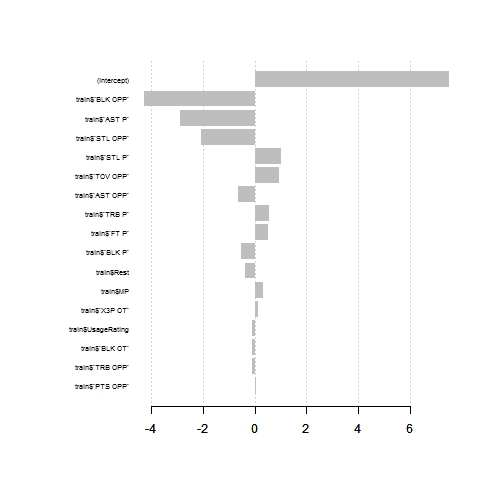 (Intercept)
train$`BLK OPP`
train$`AST P`
train$`STL OPP`
train$`STL P`
train$`TOV OPP`
train$`AST OPP`
train$`TRB P`
train$`FT P`
train$`BLK P`
train$Rest
train$MP
train$`X3P OT`
train$UsageRating
train$`BLK OT`
train$`TRB OPP`
train$`PTS OPP`
-4 -2 0 2 4 6